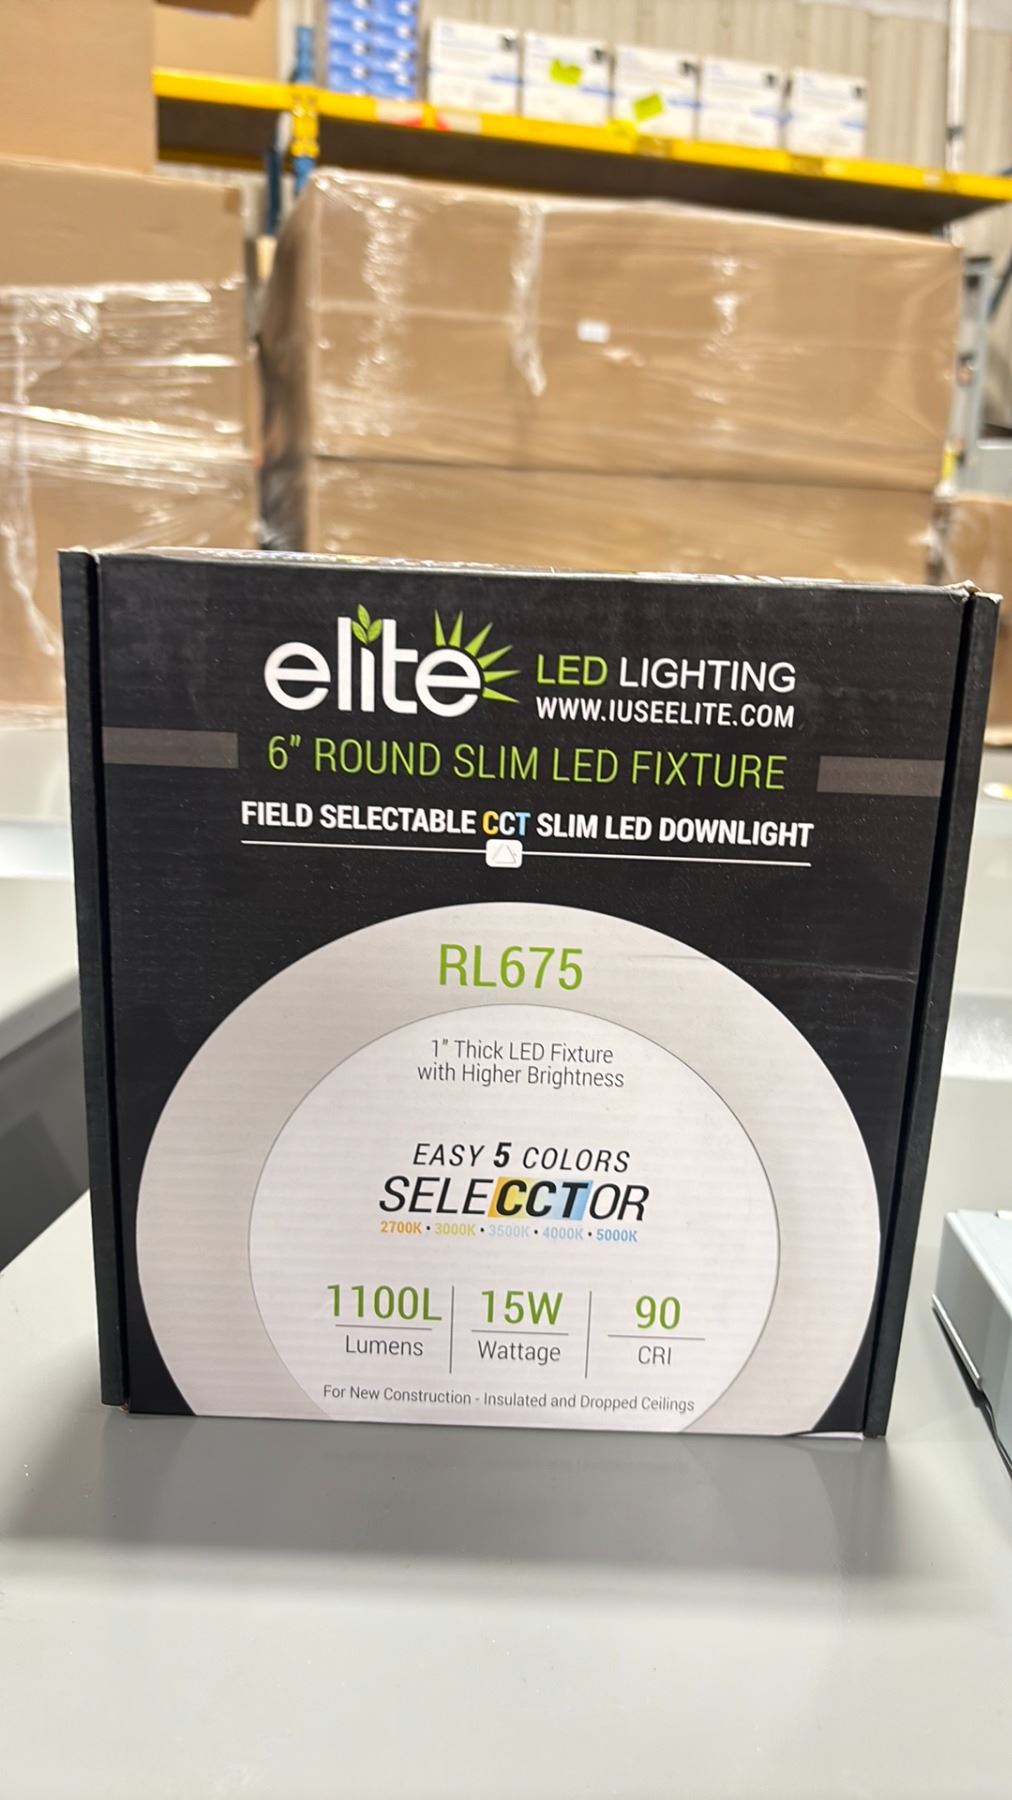 elite LED LIGHTING
WWW.IUSEELITE.COM
6" ROUND SLIM LED FIXTURE
FIELD SELECTABLE CCT SLIM LED DOWNLIGHT
RL675
1" Thick LED Fixture
with Higher Brightness
EASY 5 COLORS
SELECCTOR
2700K • 3000K • 3500K • 4000K • 5000K
1100L 15W 90
Lumens Wattage CRI
For New Construction - Insulated and Dropped Ceilings